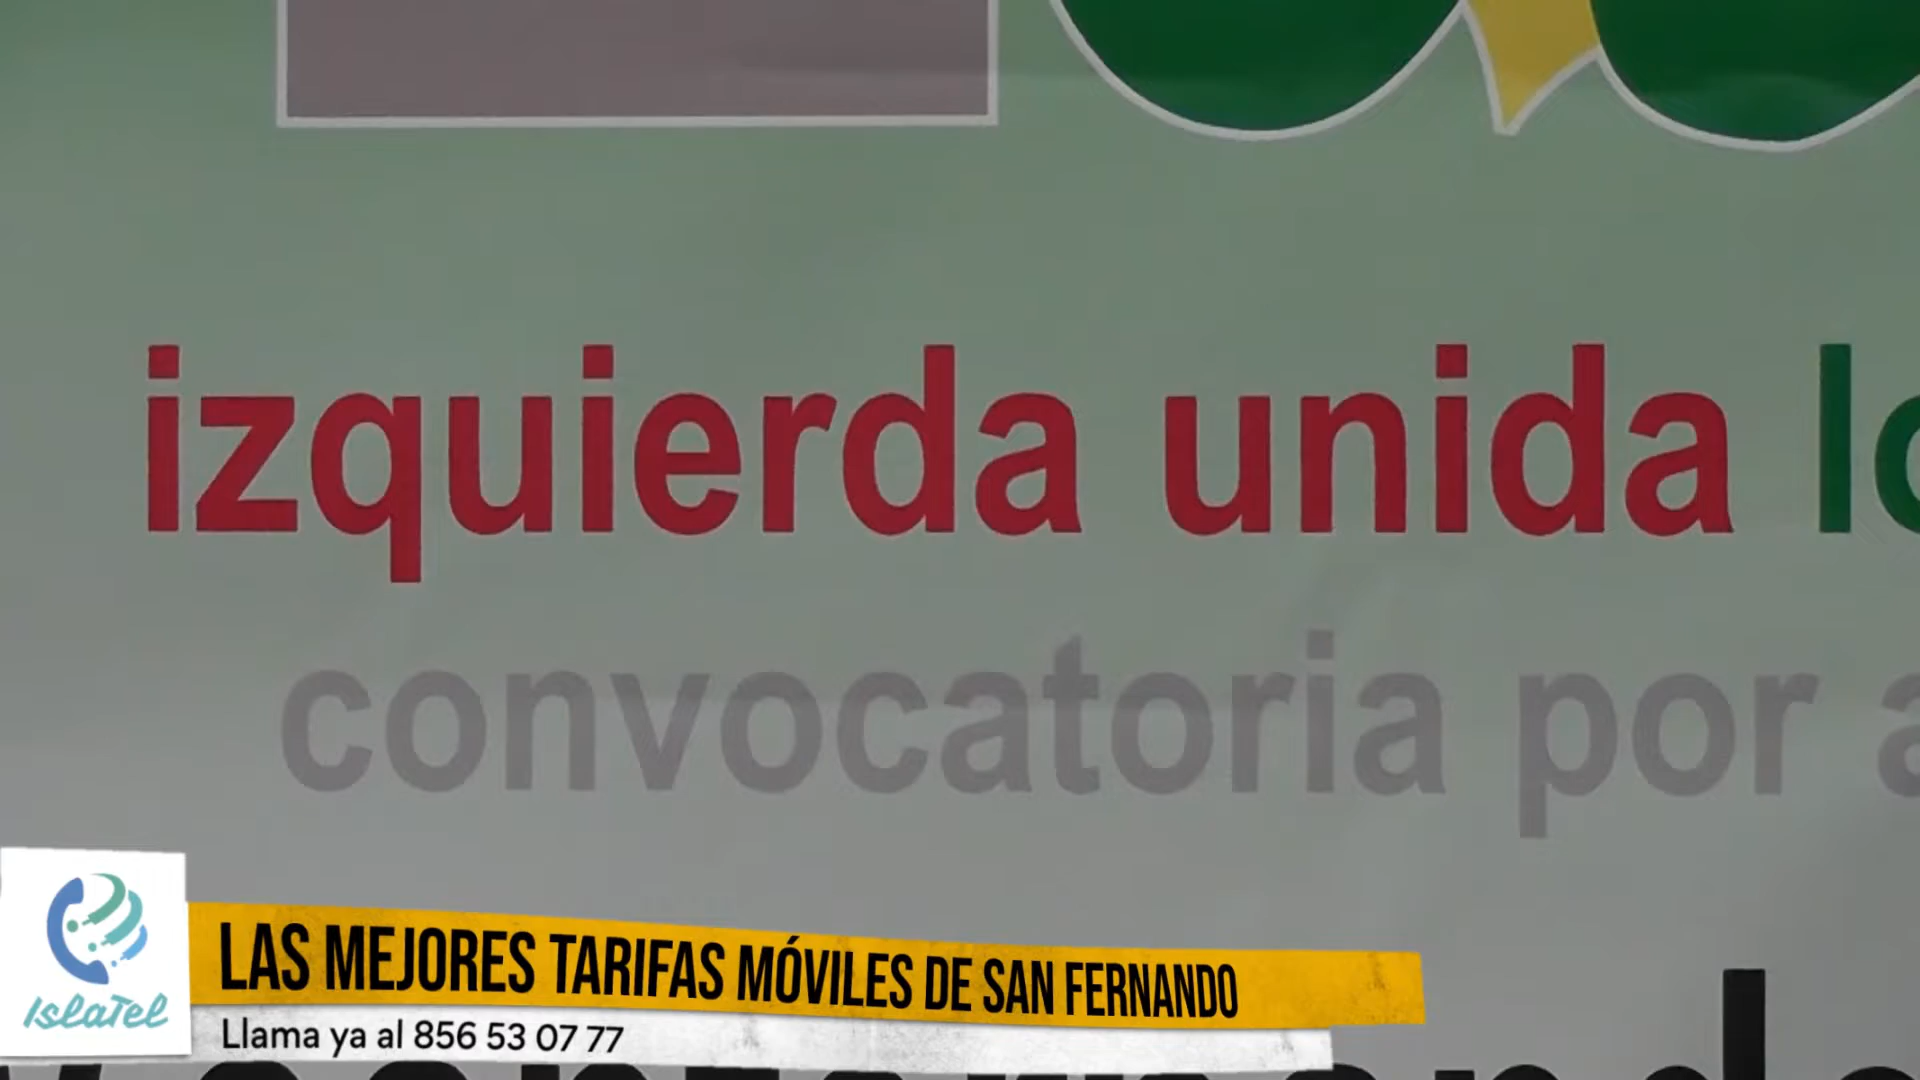 izquierda unida
convocatoria por
IslaTel
LAS MEJORES TARIFAS MÓVILES DE SAN FERNANDO
Llama ya al 856 53 07 77